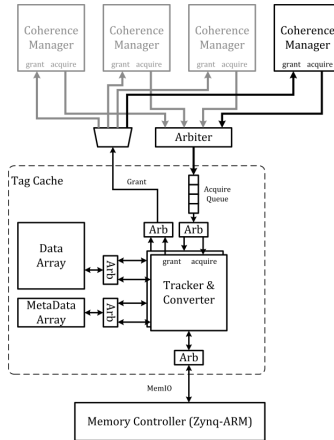 Coherence
Manager
grant acquire
Coherence
Manager
grant acquire
Coherence
Manager
grant acquire
Coherence
Manager
grant acquire
Arbiter
Tag Cache
Grant
Acquire
Queue
Arb
Arb
Data
Array
Arb
grant acquire
Tracker &
Converter
MetaData
Array
Arb
Arb
MemIO
Memory Controller (Zynq-ARM)